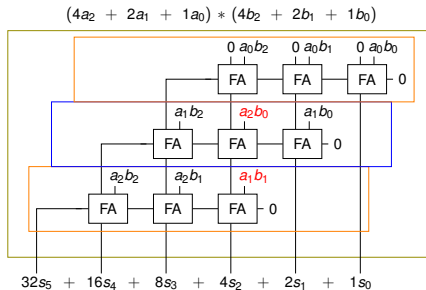 (4a₂ + 2a₁ + 1a₀) * (4b₂ + 2b₁ + 1b₀)
0 a₀b₂ 0 a₀b₁ 0 a₀b₀
FA FA FA 0
a₁b₂ a₂b₀ a₁b₀
FA FA FA 0
a₂b₂ a₂b₁ a₁b₁
FA FA FA 0
32s₅ + 16s₄ + 8s₃ + 4s₂ + 2s₁ + 1s₀